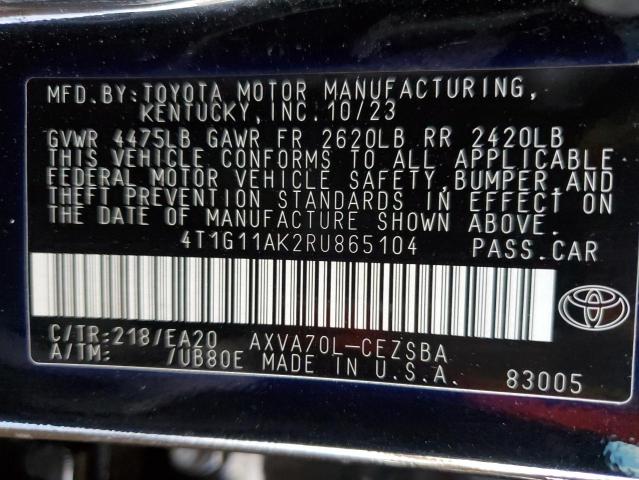 MFD.BY:TOYOTA MOTOR MANUFACTURING,
KENTUCKY,INC.10/23
GVWR 4475LB GAWR FR 2620LB RR 2420LB
THIS VEHICLE CONFORMS TO ALL APPLICABLE
FEDERAL MOTOR VEHICLE SAFETY,BUMPER,AND
THEFT PREVENTION STANDARDS IN EFFECT ON
THE DATE OF MANUFACTURE SHOWN ABOVE.
4T1G11AK2RU865104 PASS.CAR
C/TR:218/EA20 AXVA70L-CEZSBA
A/TM: /UB80E MADE IN U.S.A. 83005